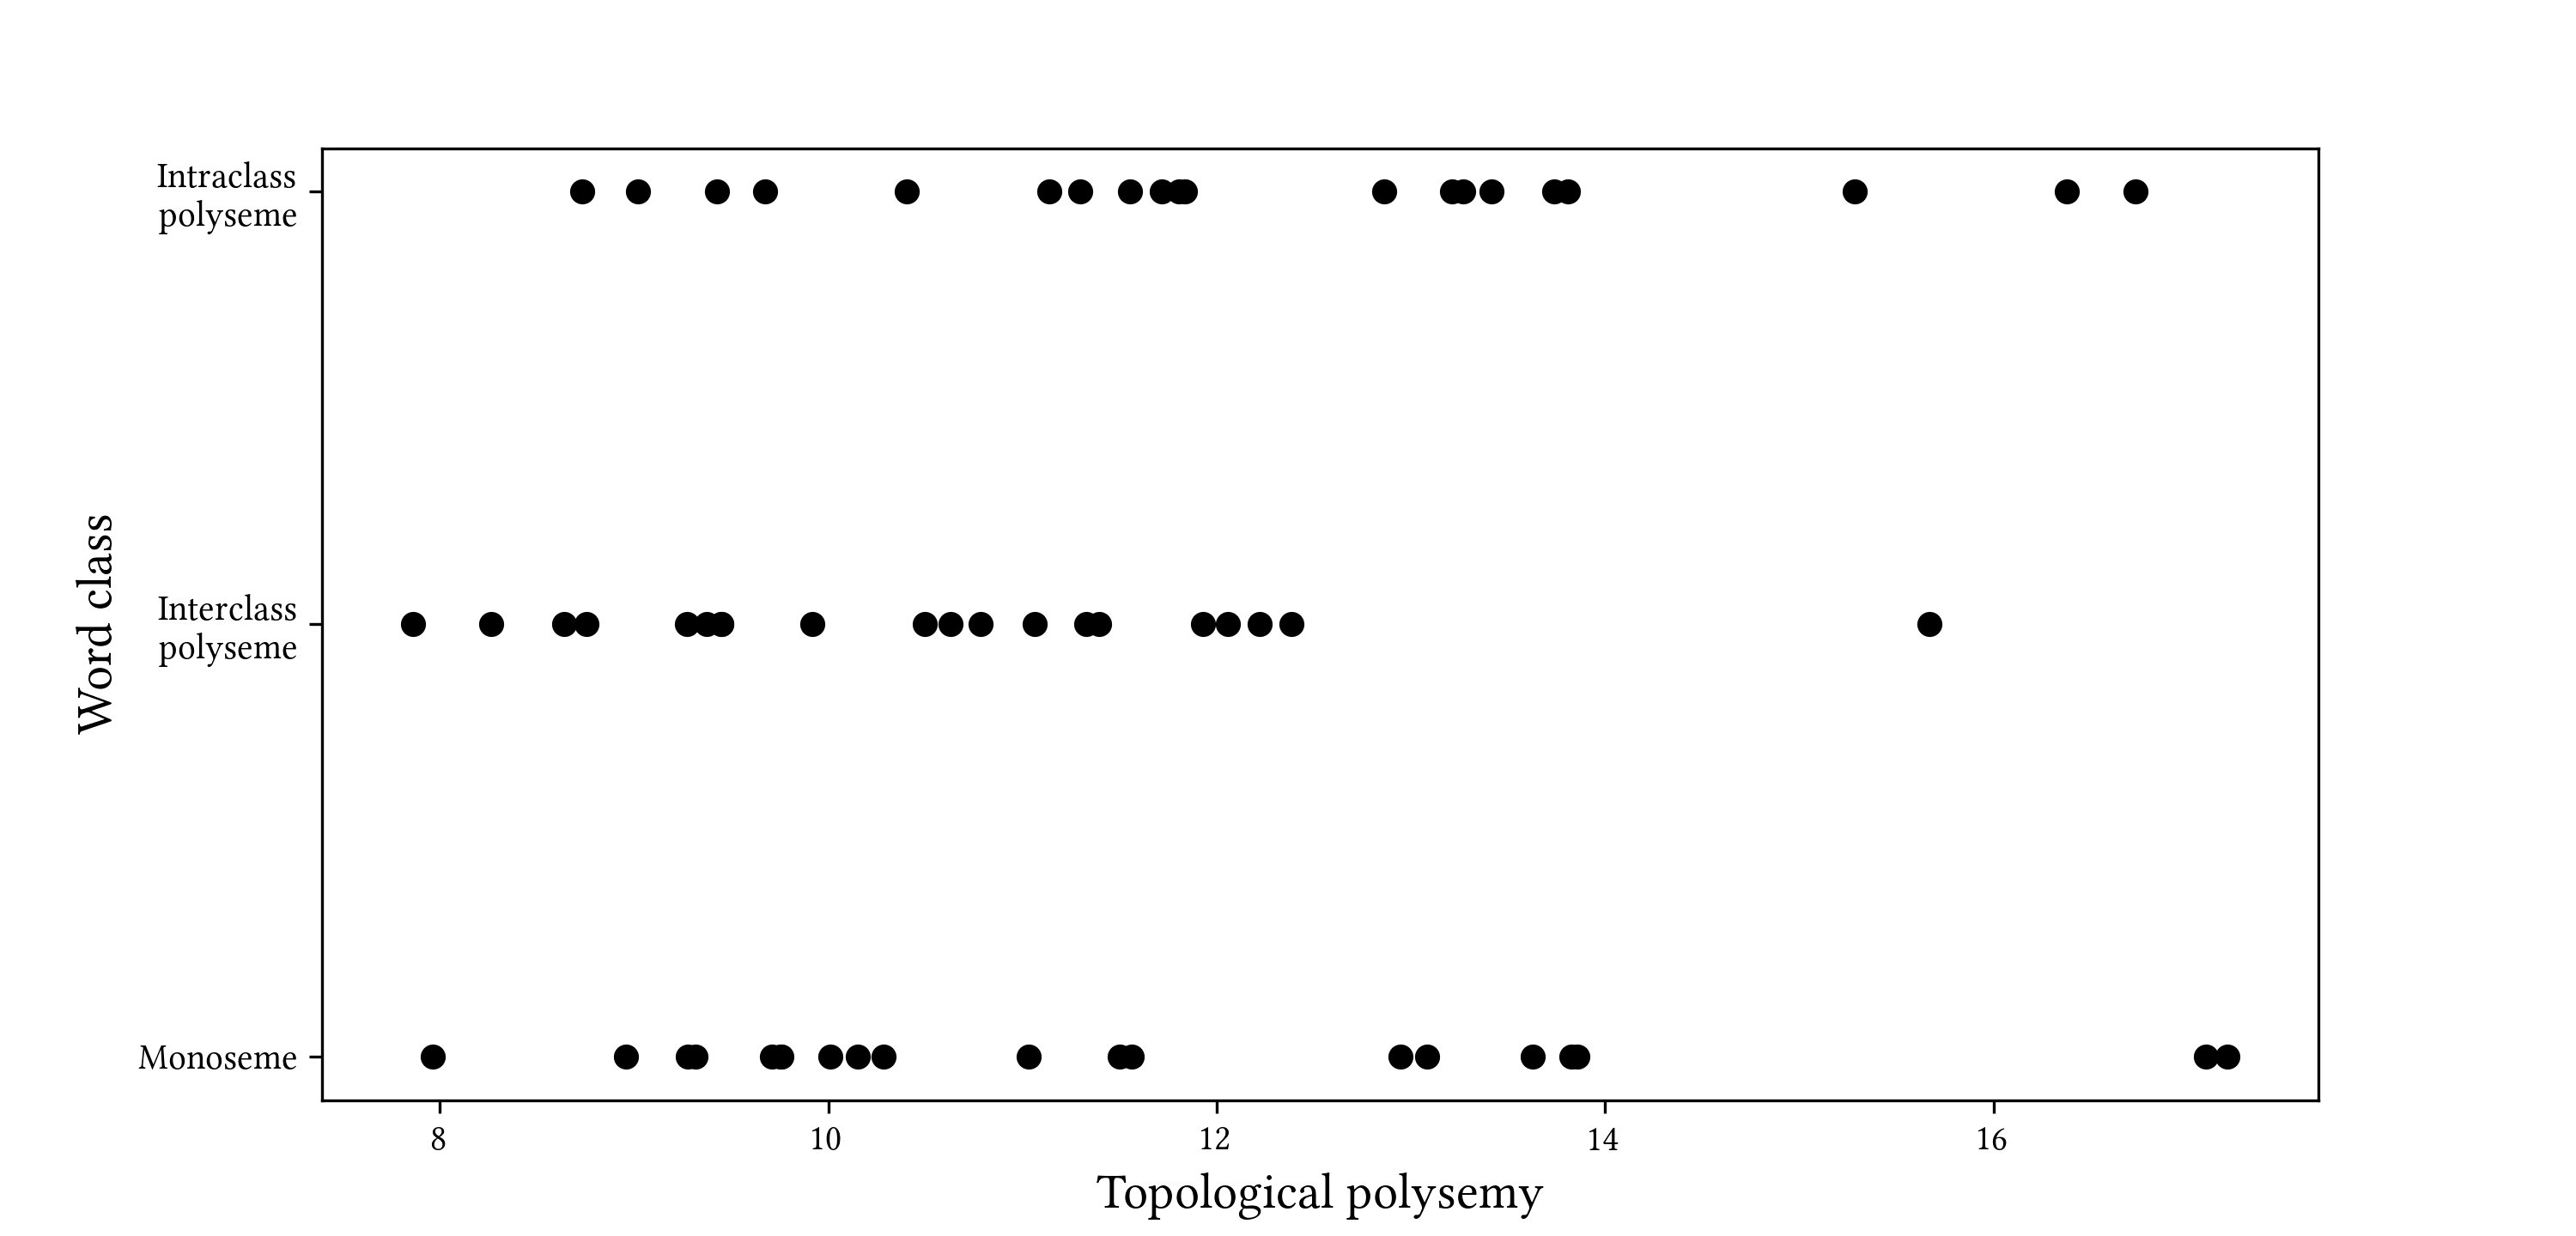 Intraclass
polyseme
Word class
Interclass
polyseme
Monoseme
8
10
12
14
16
Topological polysemy